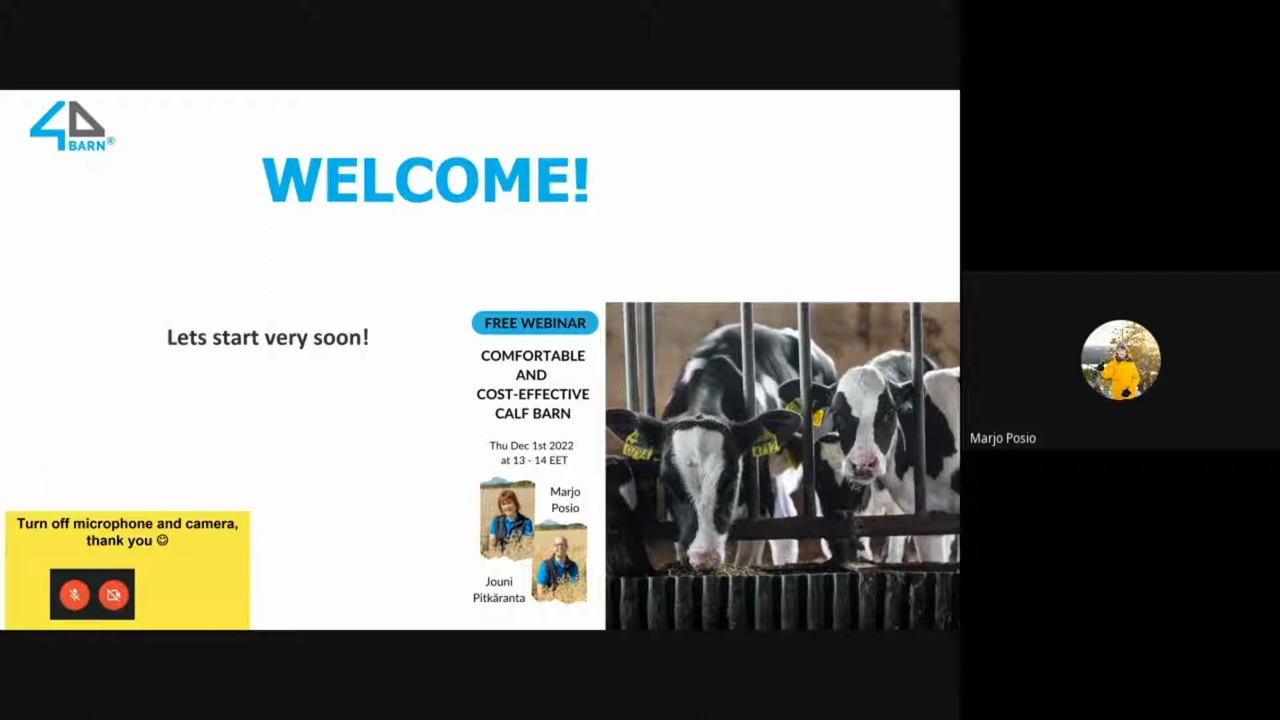 4D
BARN®
WELCOME!
Lets start very soon!
FREE WEBINAR
COMFORTABLE
AND
COST-EFFECTIVE
CALF BARN
Thu Dec 1st 2022
at 13 - 14 EET
Marjo
Posio
Jouni
Pitkäranta
Turn off microphone and camera,
thank you ☺
Marjo Posio